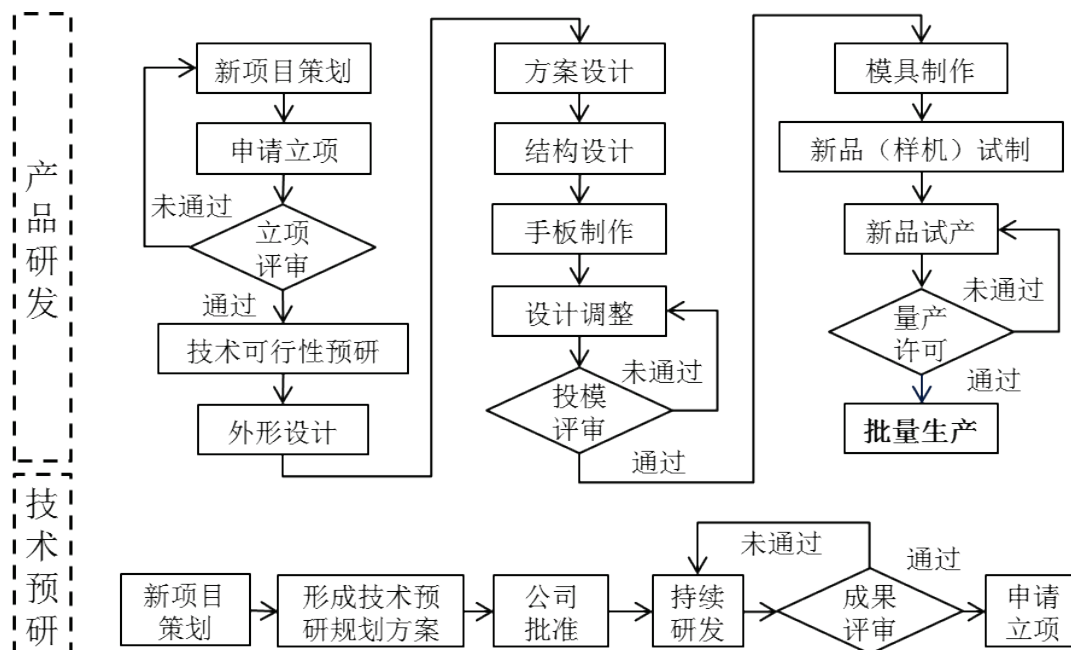 产品研发
新项目策划
申请立项
未通过
立项
评审
通过
技术可行性预研
外形设计
方案设计
结构设计
手板制作
设计调整
未通过
投模
评审
通过
模具制作
新品（样机）试制
新品试产
未通过
量产
许可
通过
批量生产
技术预研
新项目
策划
形成技术预
研规划方案
公司
批准
持续
研发
未通过
成果
评审
通过
申请
立项